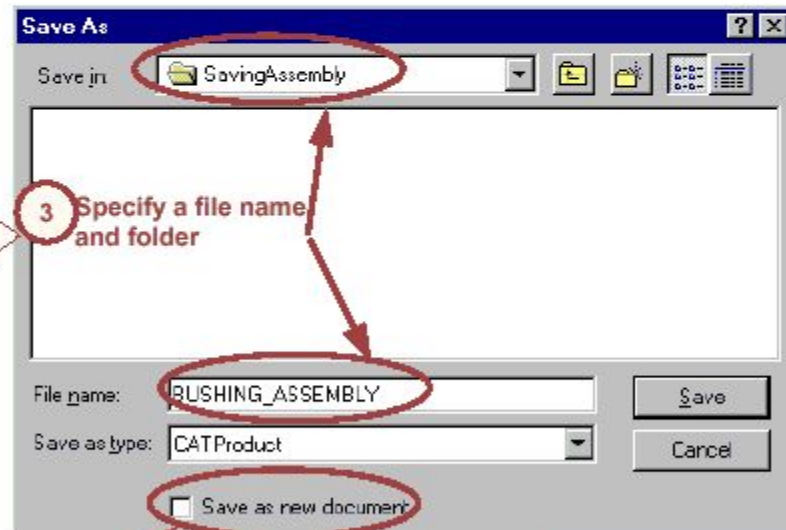 Save As
Save in: SavingAssembly
3 Specify a file name
and folder
File name: BUSHING_ASSEMBLY Save
Save as type: CATProduct Cancel
Save as new document